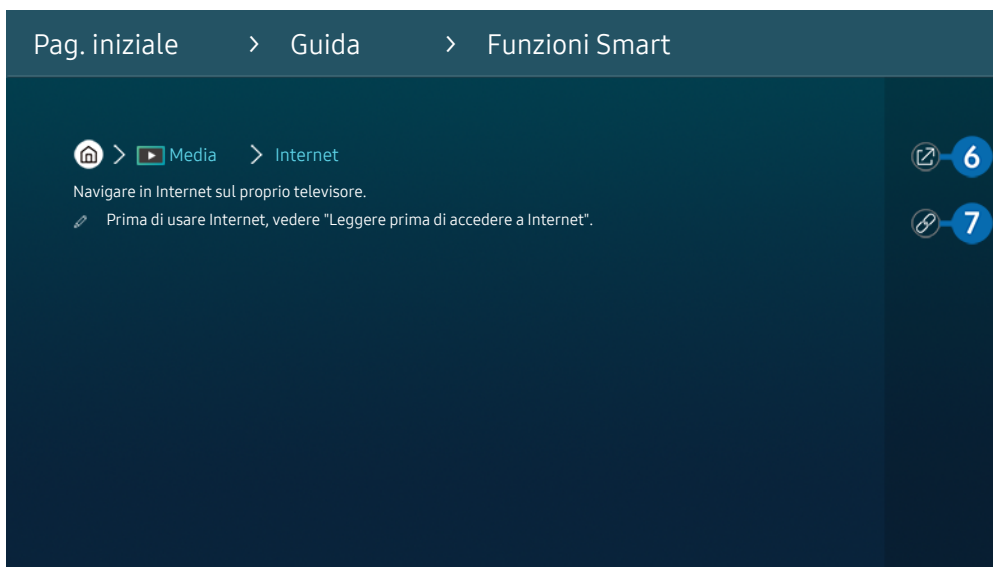 Pag. iniziale > Guida > Funzioni Smart
> Media > Internet
6
Navigare in Internet sul proprio televisore.
Prima di usare Internet, vedere "Leggere prima di accedere a Internet".
7